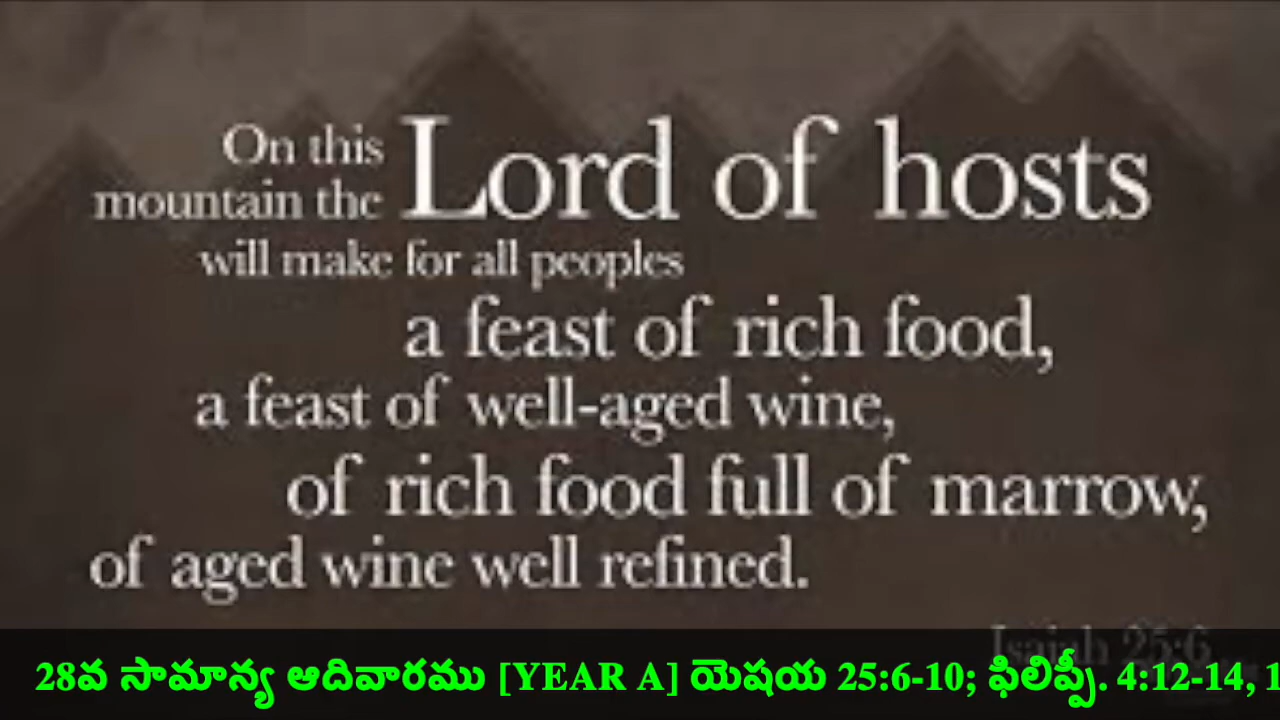 On this
mountain the Lord of hosts
will make for all peoples
a feast of rich food,
a feast of well-aged wine,
of rich food full of marrow,
of aged wine well refined.
Isaiah 25:6
28వ సామాన్య ఆదివారము [YEAR A] యెషయ 25:6-10; ఫిలిప్పీ. 4:12-14, 1